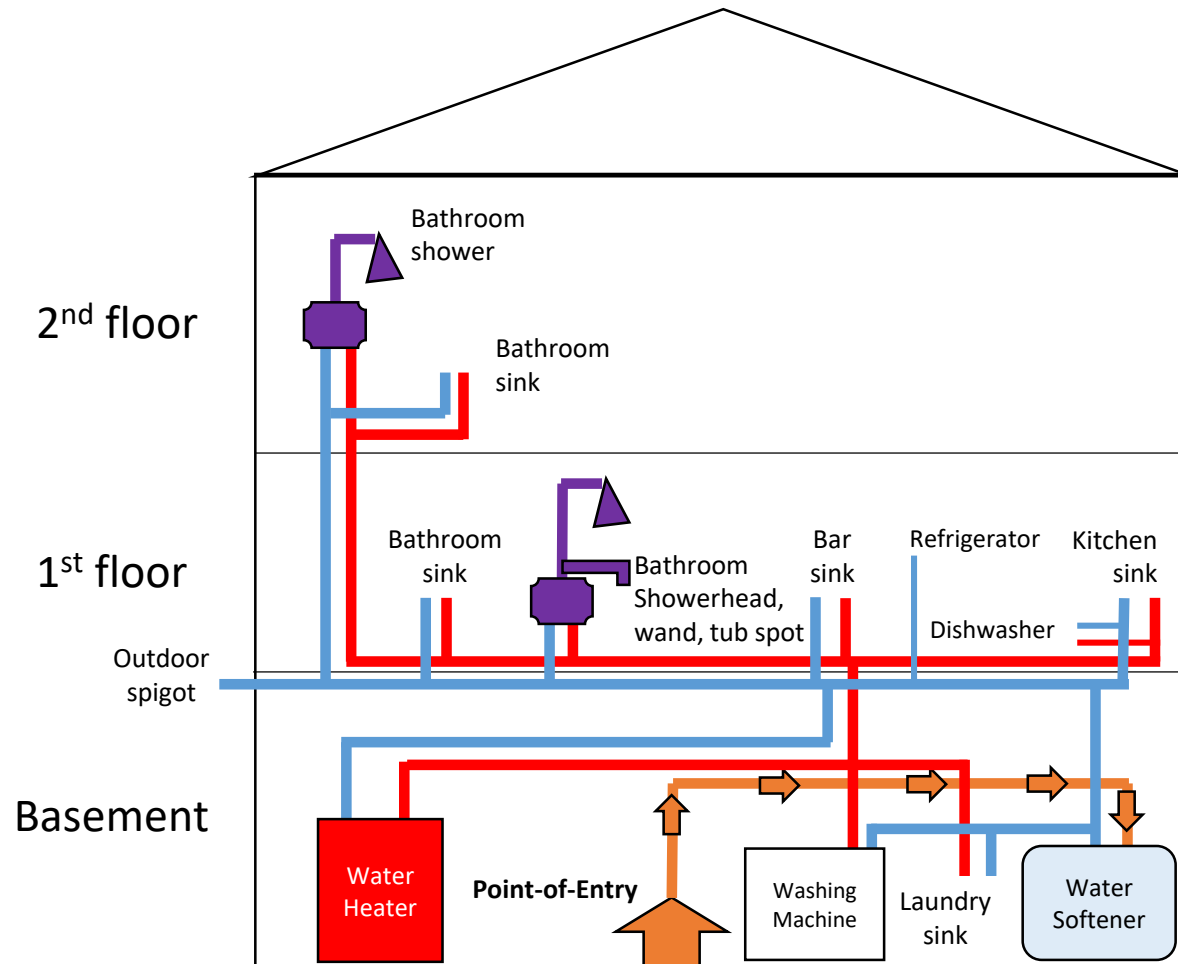 Bathroom
shower
2nd floor
Bathroom
sink
Bathroom
sink
1st floor
Bathroom
Showerhead,
wand, tub spot
Bar
sink
Refrigerator
Kitchen
sink
Dishwasher
Outdoor
spigot
Basement
Water
Heater
Point-of-Entry
Washing
Machine
Laundry
sink
Water
Softener